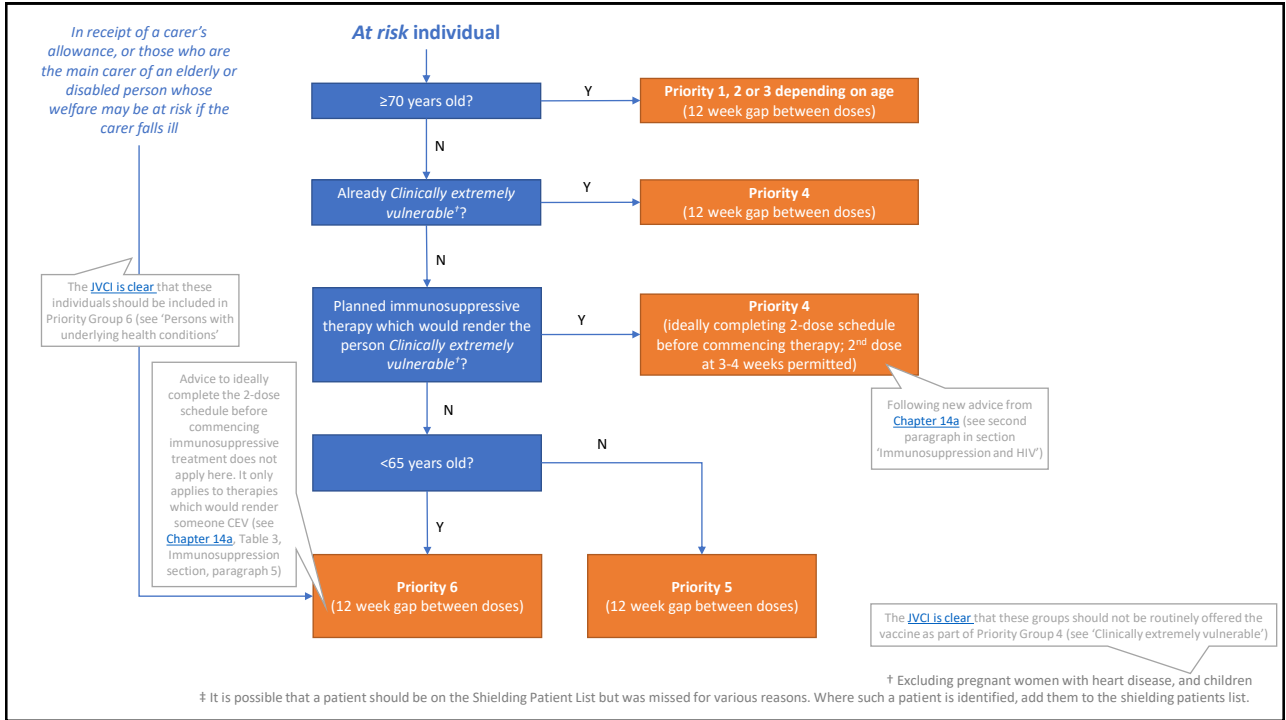 In receipt of a carer's
allowance, or those who are
the main carer of an elderly or
disabled person whose
welfare may be at risk if the
carer falls ill
At risk individual
≥70 years old?
Y
Priority 1, 2 or 3 depending on age
(12 week gap between doses)
N
Already Clinically extremely
vulnerable†?
Y
Priority 4
(12 week gap between doses)
N
The JVCI is clear that these
individuals should be included in
Priority Group 6 (see 'Persons with
underlying health conditions'
Planned immunosuppressive
therapy which would render the
person Clinically extremely
vulnerable†?
Y
Priority 4
(ideally completing 2-dose schedule
before commencing therapy; 2nd dose
at 3-4 weeks permitted)
Advice to ideally
complete the 2-dose
schedule before
commencing
immunosuppressive
treatment does not
apply here. It only
applies to therapies
which would render
someone CEV (see
Chapter 14a, Table 3,
Immunosuppression
section, paragraph 5)
N
Following new advice from
Chapter 14a (see second
paragraph in section
'Immunosuppression and HIV')
<65 years old?
N
Y
Priority 6
(12 week gap between doses)
Priority 5
(12 week gap between doses)
The JVCI is clear that these groups should not be routinely offered the
vaccine as part of Priority Group 4 (see 'Clinically extremely vulnerable')
† Excluding pregnant women with heart disease, and children
‡ It is possible that a patient should be on the Shielding Patient List but was missed for various reasons. Where such a patient is identified, add them to the shielding patients list.